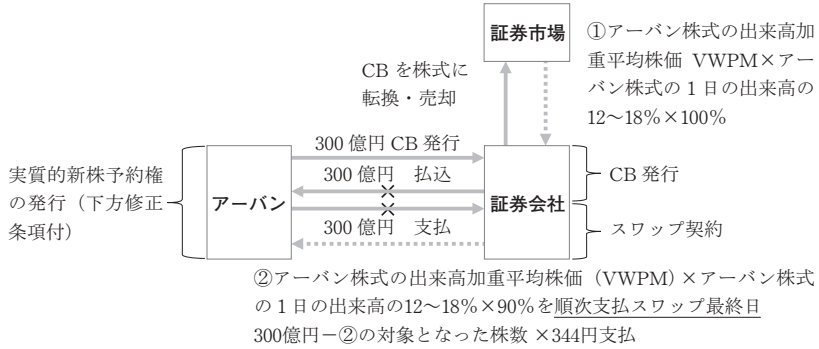 証券市場
①アーバン株式の出来高加
重平均株価 VWPM×アー
バン株式の1日の出来高の
12〜18%×100%
CBを株式に
転換・売却
300億円CB発行
実質的新株予約権
の発行（下方修正
条項付）
アーバン
300億円　払込
300億円　支払
証券会社
CB発行
スワップ契約
②アーバン株式の出来高加重平均株価（VWPM）×アーバン株式
の1日の出来高の12〜18%×90%を順次支払スワップ最終日
300億円－②の対象となった株数×344円支払